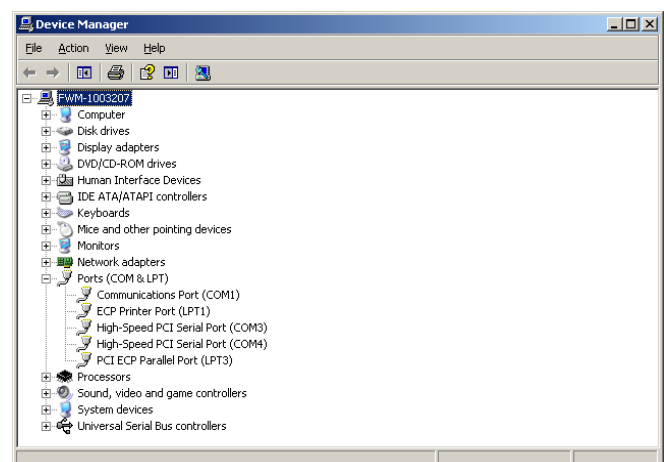 Device Manager
File Action View Help
FWM-1003207
Computer
Disk drives
Display adapters
DVD/CD-ROM drives
Human Interface Devices
IDE ATA/ATAPI controllers
Keyboards
Mice and other pointing devices
Monitors
Network adapters
Ports (COM & LPT)
Communications Port (COM1)
ECP Printer Port (LPT1)
High-Speed PCI Serial Port (COM3)
High-Speed PCI Serial Port (COM4)
PCI ECP Parallel Port (LPT3)
Processors
Sound, video and game controllers
System devices
Universal Serial Bus controllers